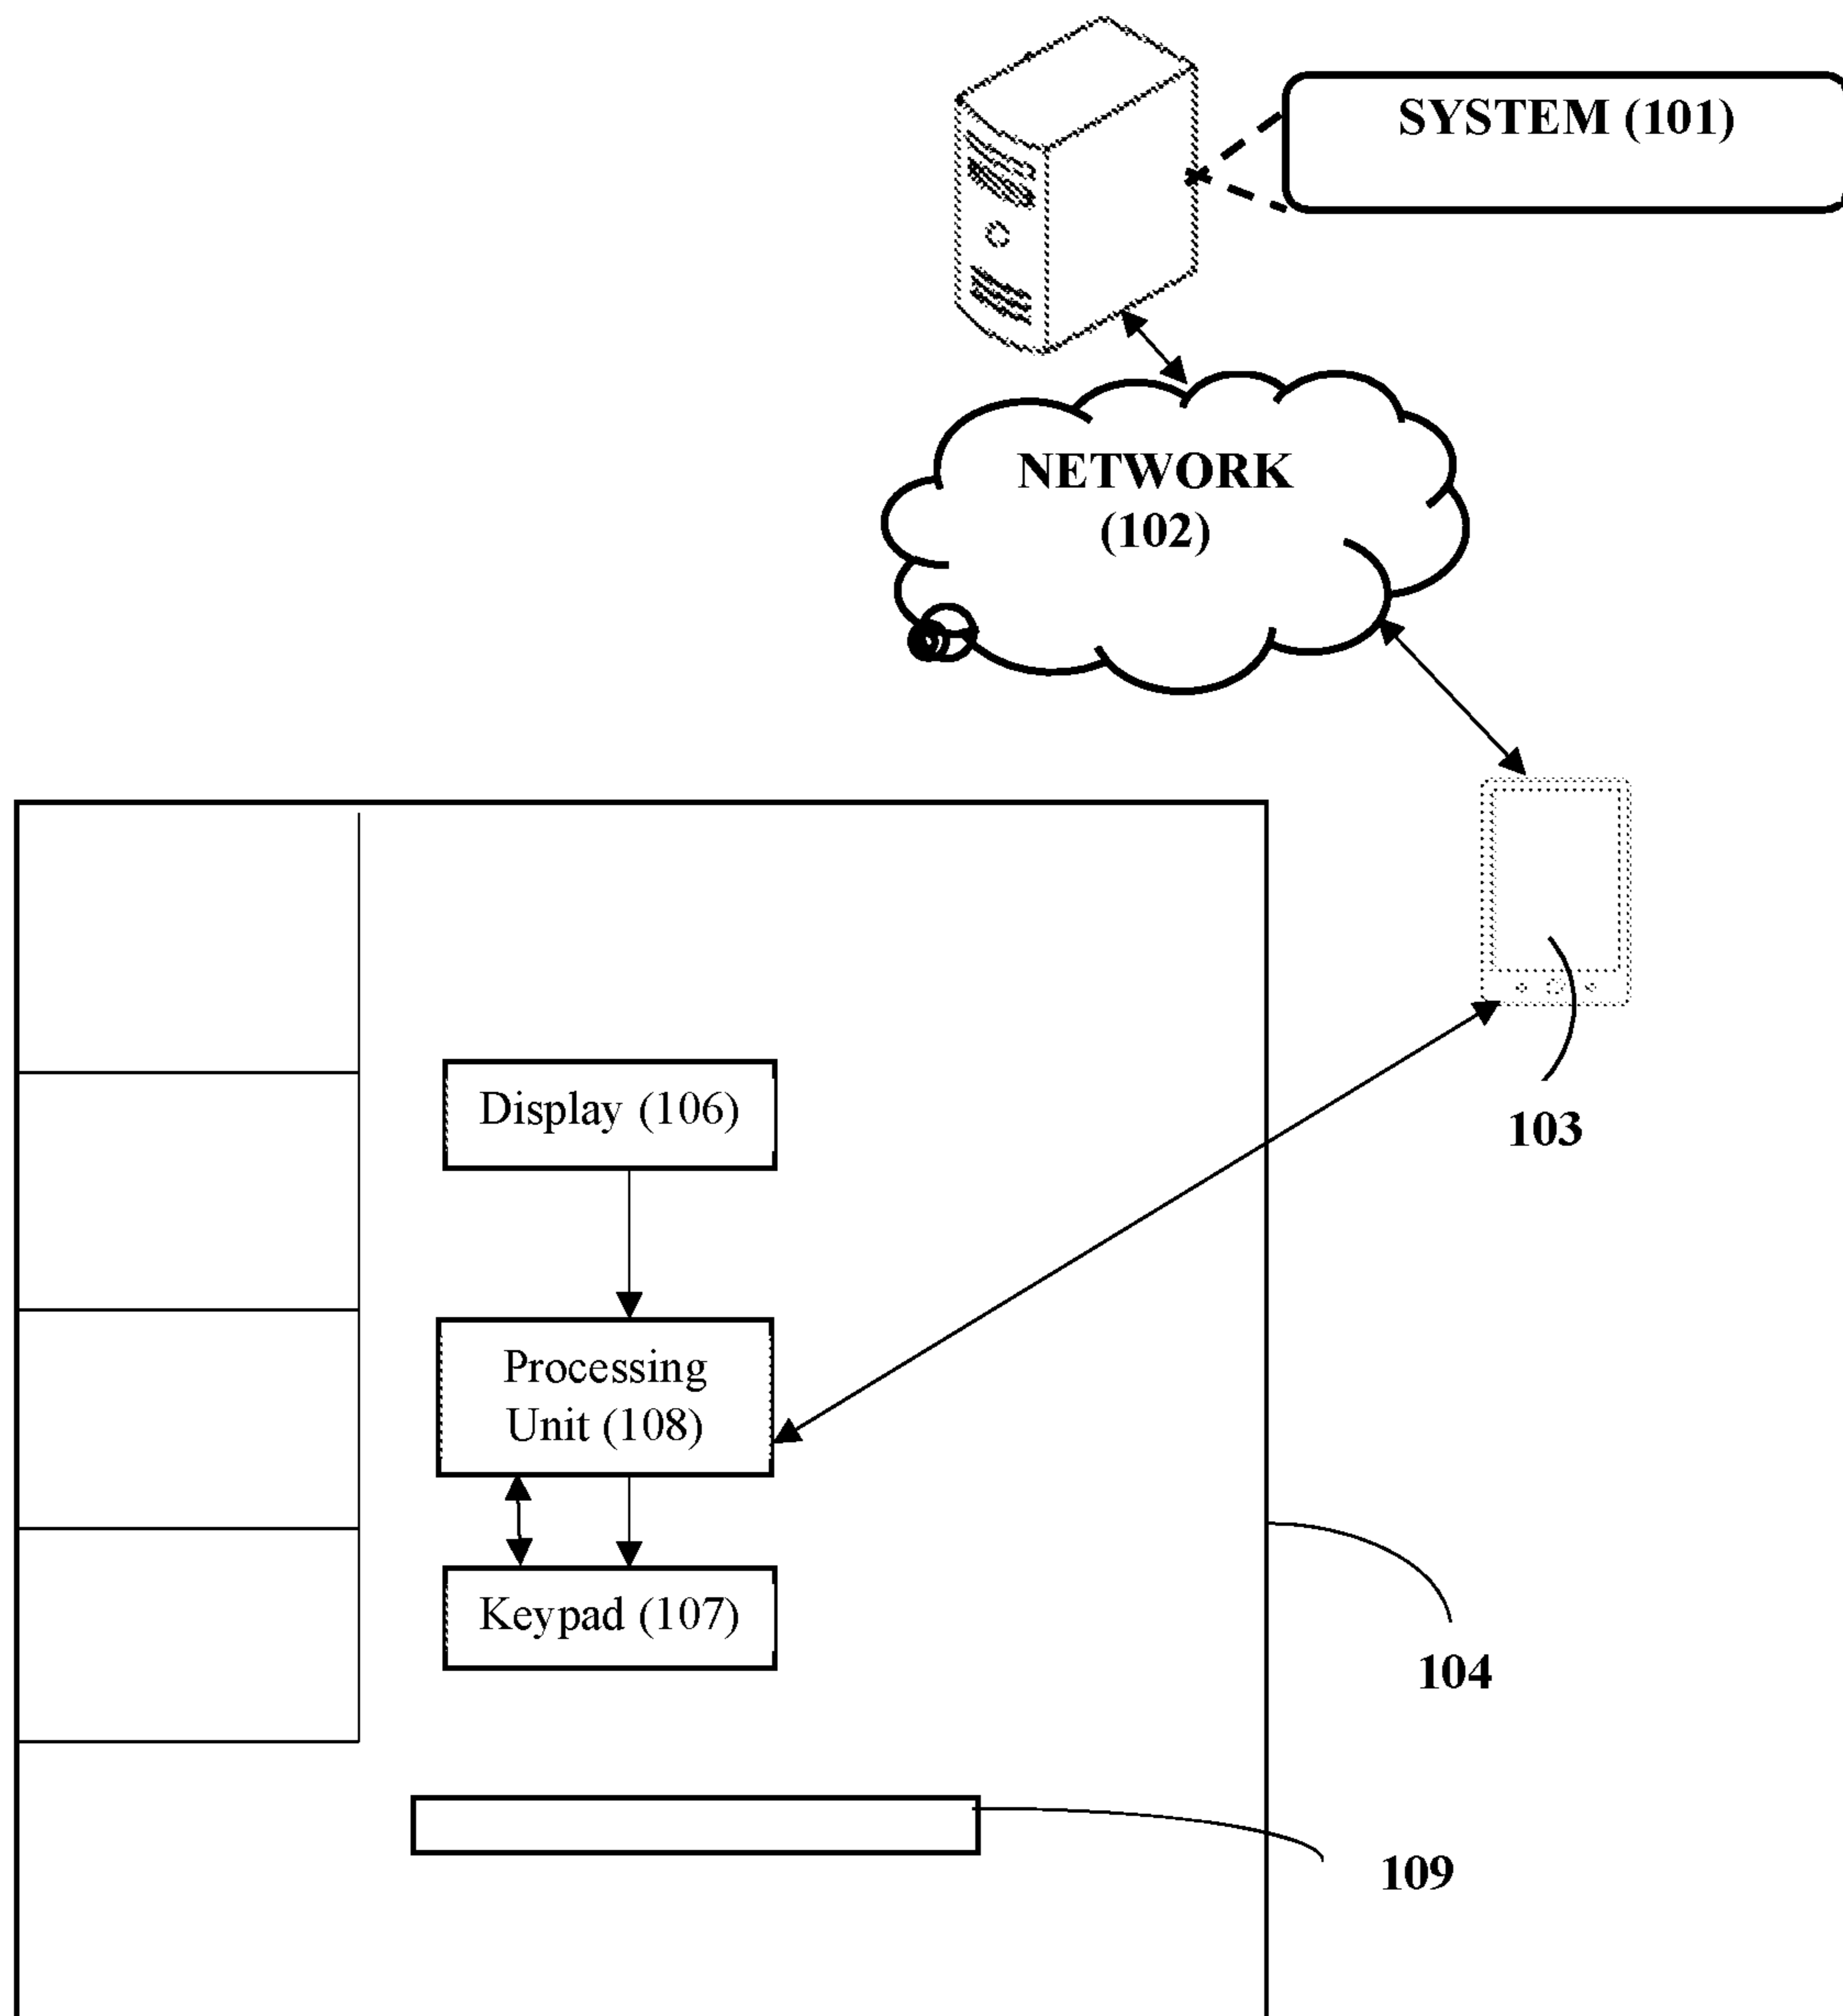 SYSTEM (101)
NETWORK
(102)
103
Display (106)
Processing
Unit (108)
Keypad (107)
104
109